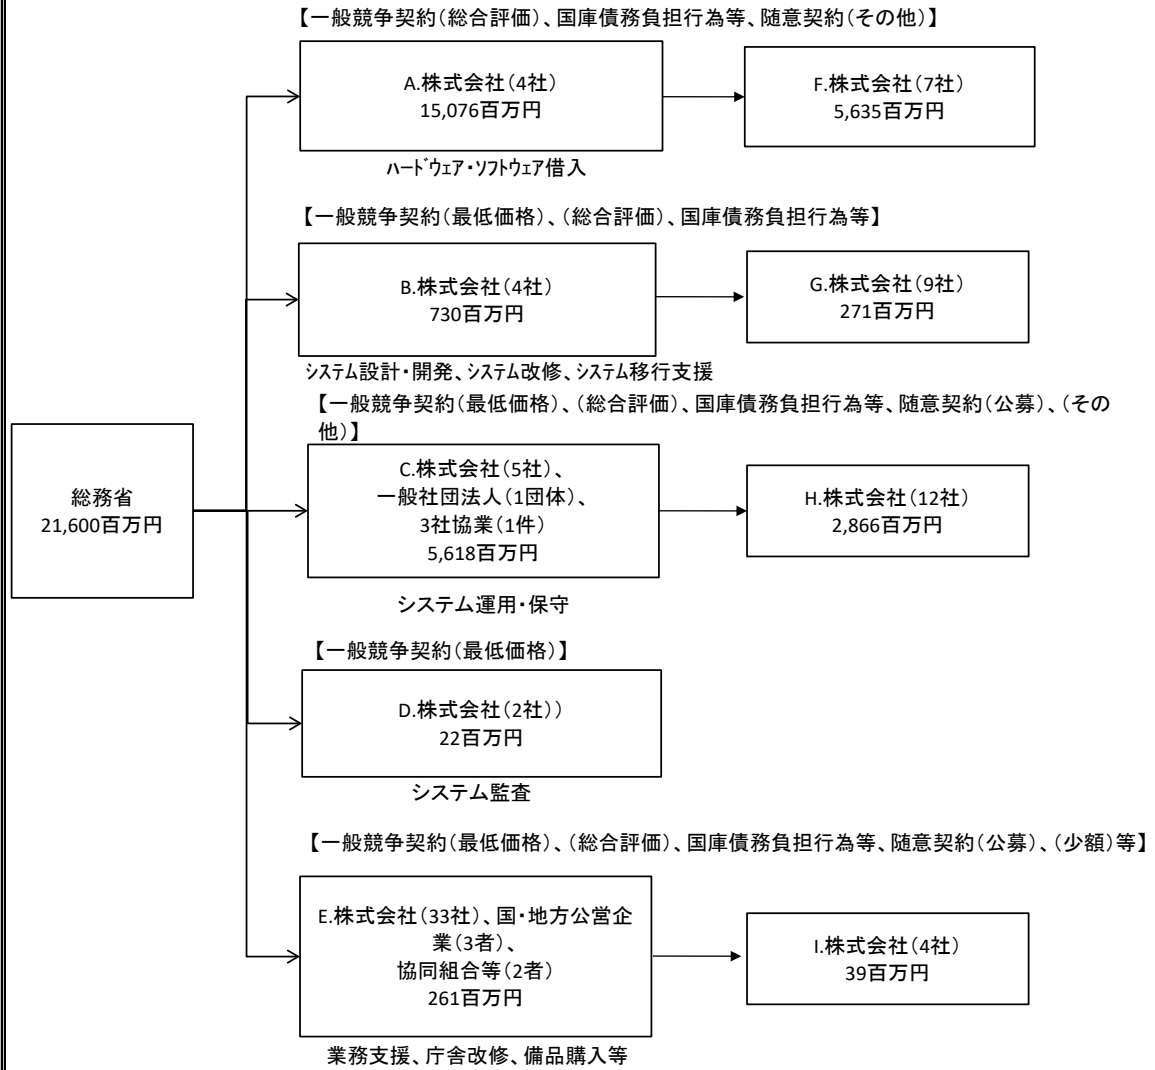 【一般競争契約(総合評価)、国庫債務負担行為等、随意契約(その他)】
A.株式会社(4社)
15,076百万円
F.株式会社(7社)
5,635百万円
ﾊｰﾄﾞｳｪｱ・ｿﾌﾄｳｪｱ借入
【一般競争契約(最低価格)、(総合評価)、国庫債務負担行為等】
B.株式会社(4社)
730百万円
G.株式会社(9社)
271百万円
ｼｽﾃﾑ設計・開発、ｼｽﾃﾑ改修、ｼｽﾃﾑ移行支援
【一般競争契約(最低価格)、(総合評価)、国庫債務負担行為等、随意契約(公募)、(その
他)】
総務省
21,600百万円
C.株式会社(5社)、
一般社団法人(1団体)、
3社協業(1件)
5,618百万円
H.株式会社(12社)
2,866百万円
システム運用・保守
【一般競争契約(最低価格)】
D.株式会社(2社))
22百万円
システム監査
【一般競争契約(最低価格)、(総合評価)、国庫債務負担行為等、随意契約(公募)、(少額)等】
E.株式会社(33社)、国・地方公営企
業(3者)、
協同組合等(2者)
261百万円
I.株式会社(4社)
39百万円
業務支援、庁舎改修、備品購入等